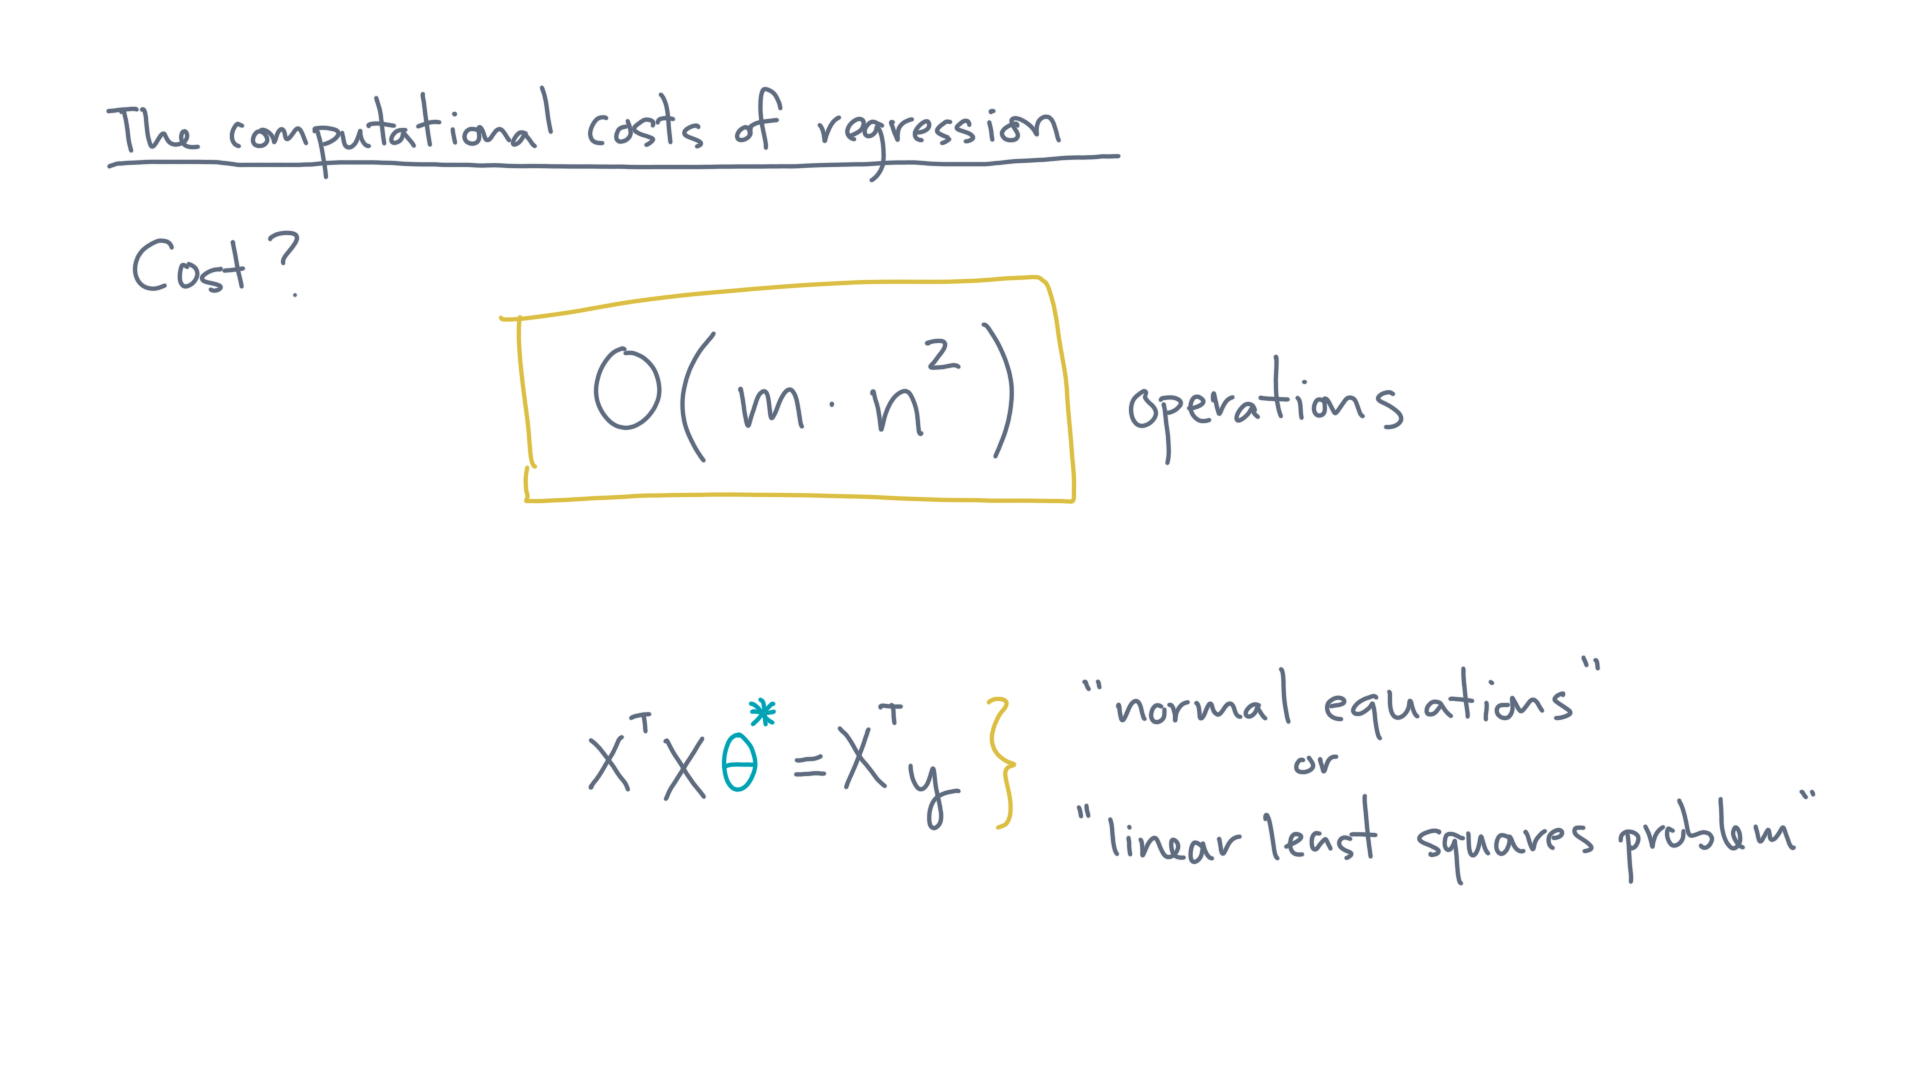 The computational costs of regression
Cost?
O(m · n²) operations
XᵀXθ* = Xᵀy } "normal equations"
or
"linear least squares problem"